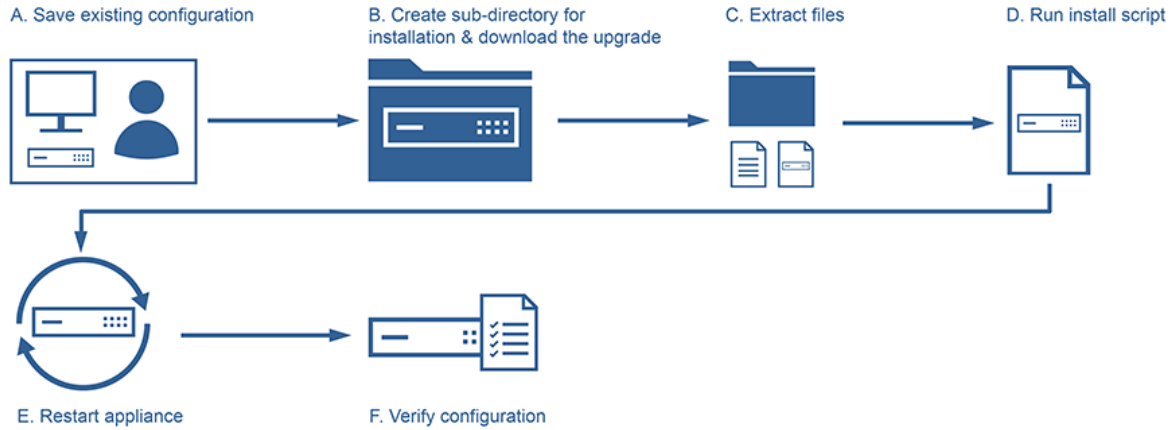 A. Save existing configuration
B. Create sub-directory for
installation & download the upgrade
C. Extract files
D. Run install script
E. Restart appliance
F. Verify configuration